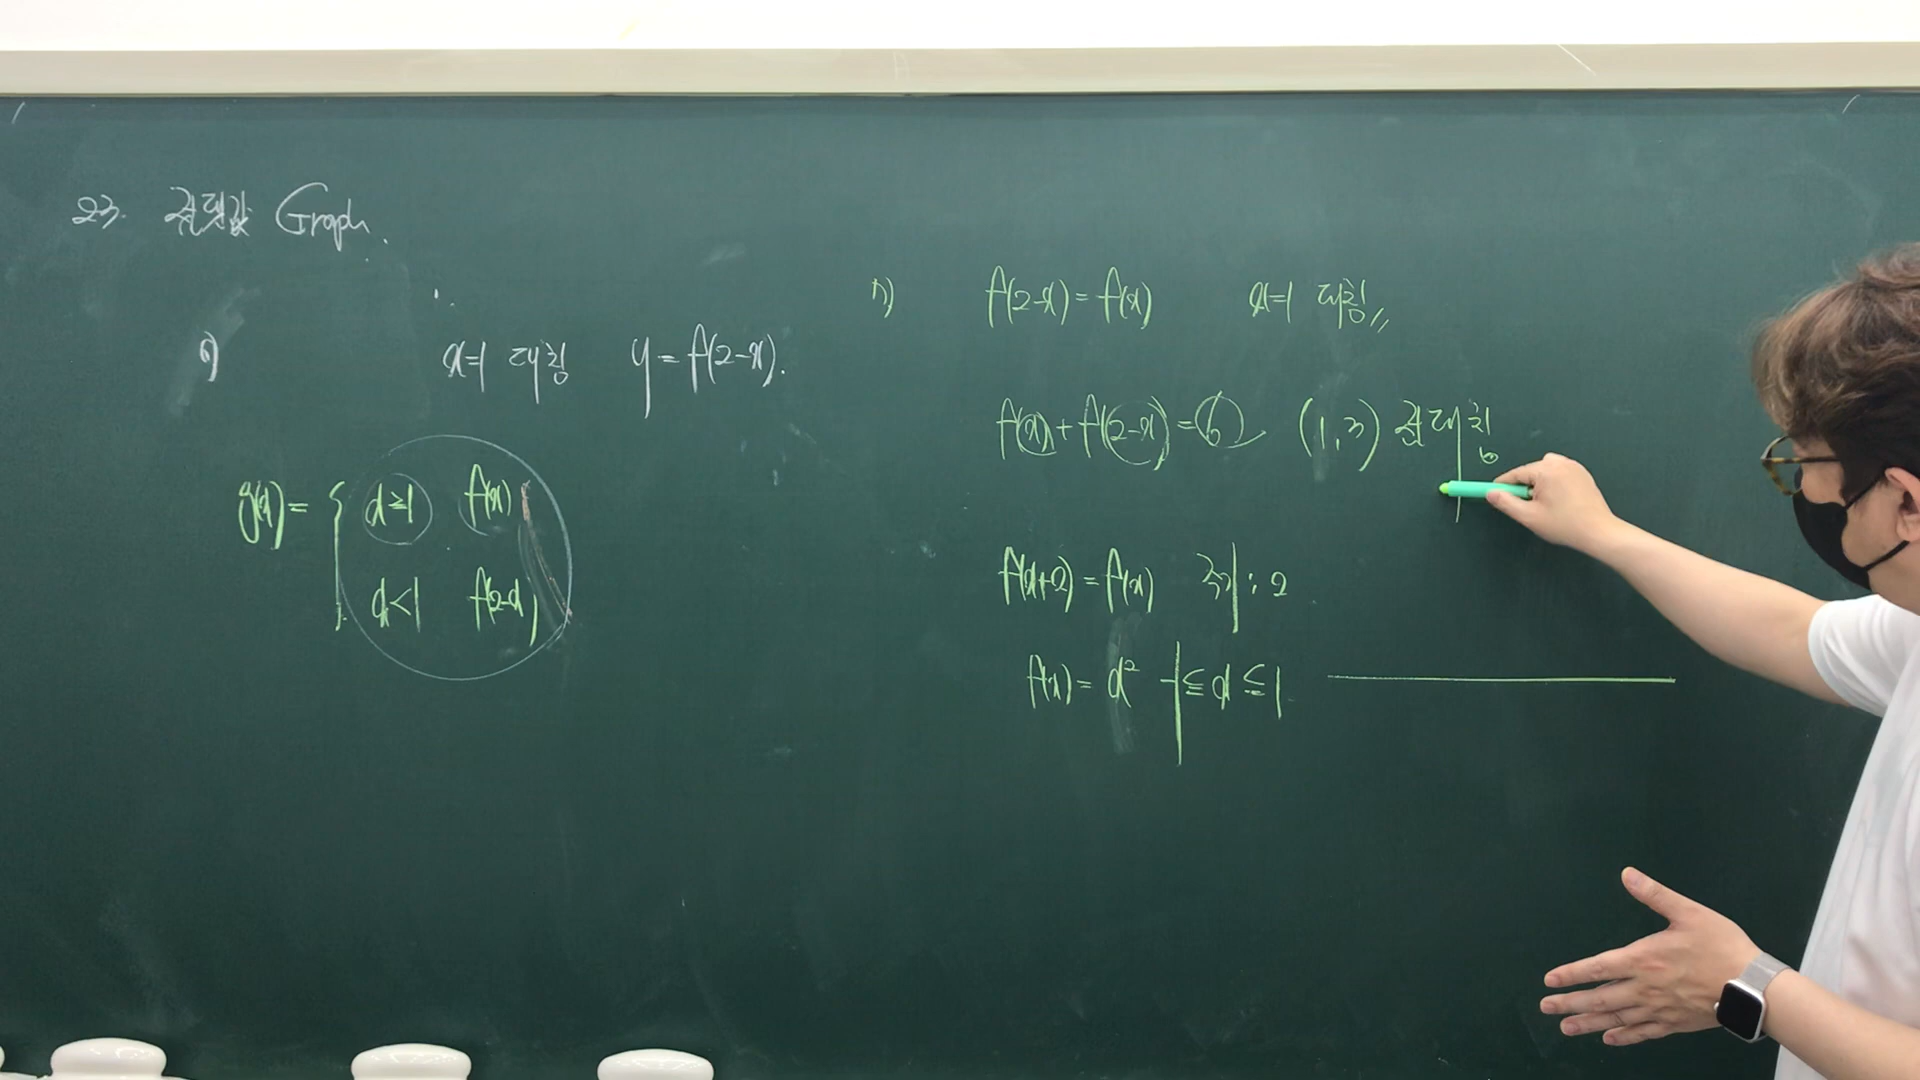 23. 절댓값 Graph.
1) x=1 대칭 y=f(2-x).
g(x)= { x≥1 f(x)
x<1 f(2-x)
1) f(2-x)=f(x) x=1 대칭
f(x)+f(2-x)=6 (1,3) 점대칭
f(x+2)=f(x) 주기:2
f(x)=x² -1≤x≤1